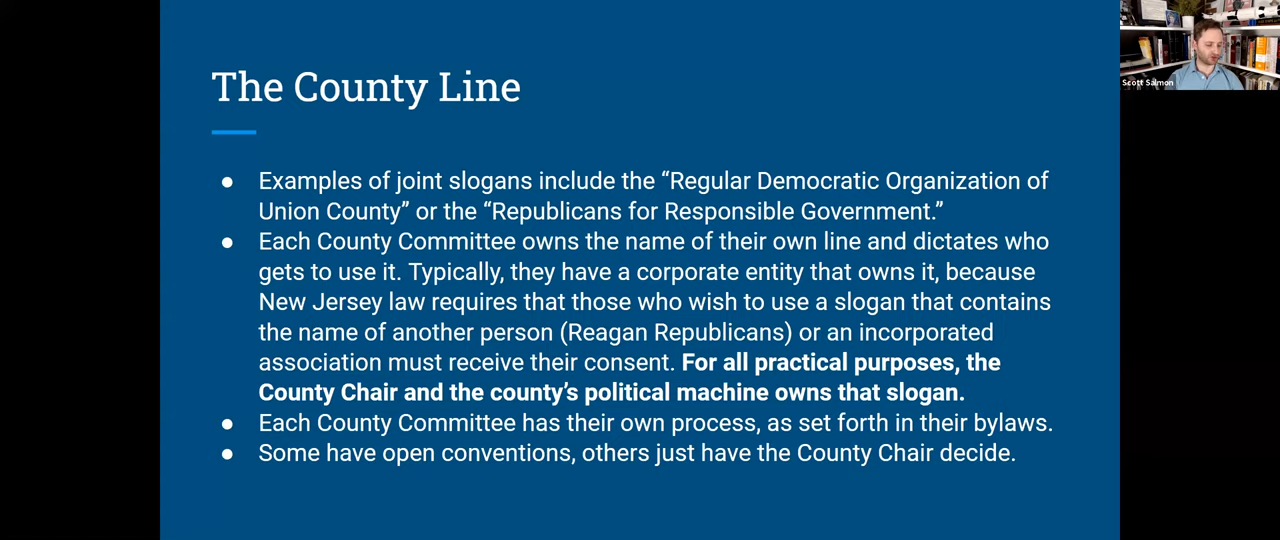 The County Line
● Examples of joint slogans include the “Regular Democratic Organization of
Union County” or the “Republicans for Responsible Government.”
● Each County Committee owns the name of their own line and dictates who
gets to use it. Typically, they have a corporate entity that owns it, because
New Jersey law requires that those who wish to use a slogan that contains
the name of another person (Reagan Republicans) or an incorporated
association must receive their consent. For all practical purposes, the
County Chair and the county’s political machine owns that slogan.
● Each County Committee has their own process, as set forth in their bylaws.
● Some have open conventions, others just have the County Chair decide.
Scott Salmon